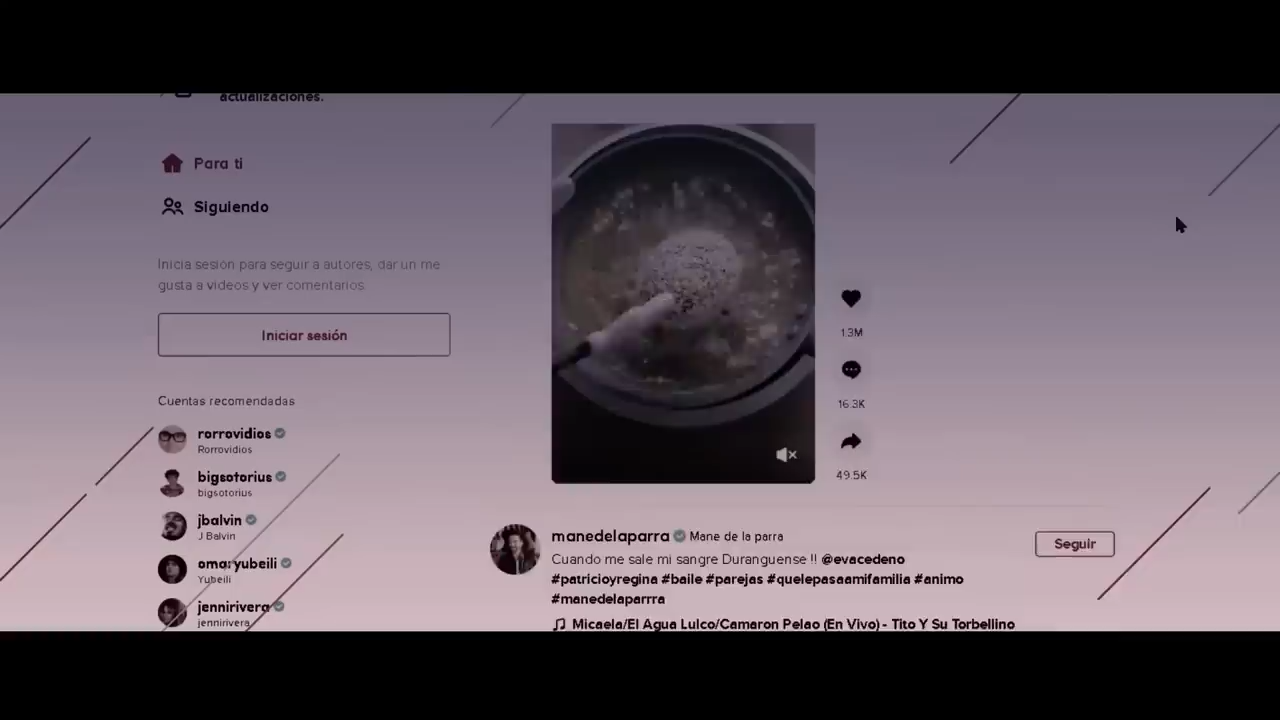 actualizaciones.
Para ti
Siguiendo
Inicia sesión para seguir a autores, dar un me
gusta a videos y ver comentarios.
Iniciar sesión
Cuentas recomendadas
rorrovidios
Rorrovidios
bigsotorius
bigsotorius
jbalvin
J Balvin
omaryubeili
Yubeili
jennirivera
jennirivera
1.3M
16.3K
49.5K
manedelaparra Mane de la parra
Seguir
Cuando me sale mi sangre Duranguense !! @evacedeno
#patricioyregina #baile #parejas #quelepasaamifamilia #animo
#manedelaparrra
Micaela/El Agua Lulco/Camaron Pelao (En Vivo) - Tito Y Su Torbellino